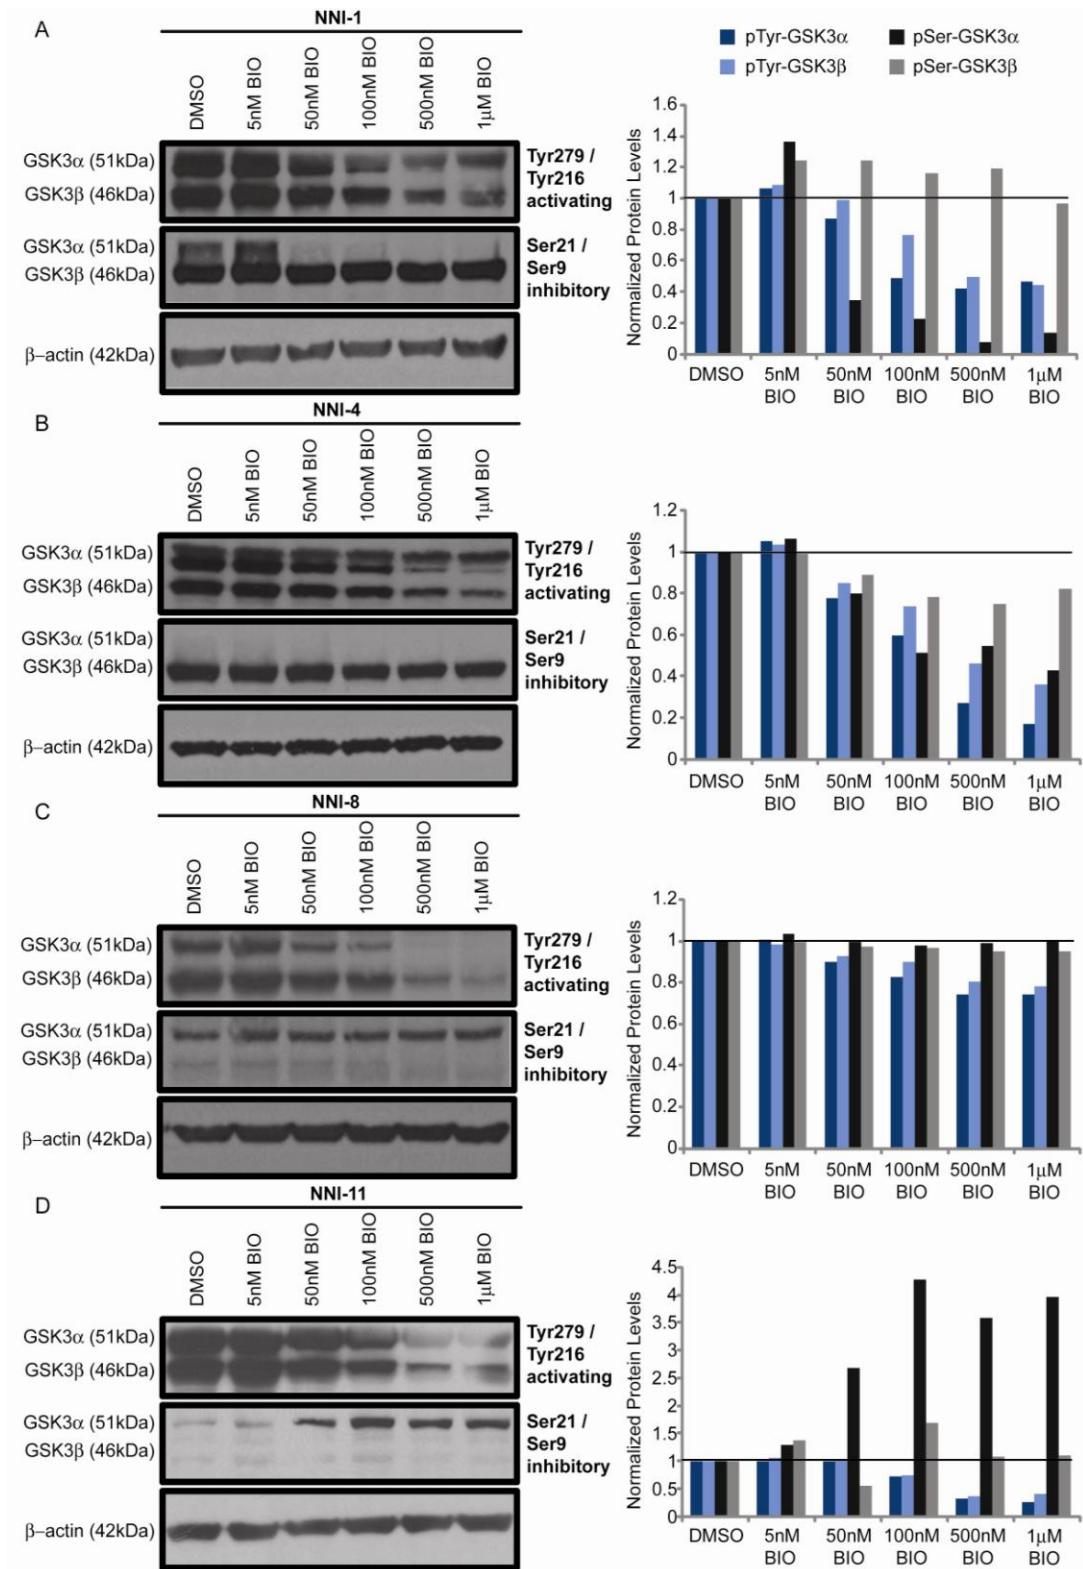 A
NNI-1
DMSO
5nM BIO
50nM BIO
100nM BIO
500nM BIO
1μM BIO
GSK3α (51kDa)
GSK3β (46kDa)
Tyr279 /
Tyr216
activating
GSK3α (51kDa)
GSK3β (46kDa)
Ser21 /
Ser9
inhibitory
β–actin (42kDa)
pTyr-GSK3α
pSer-GSK3α
pTyr-GSK3β
pSer-GSK3β
Normalized Protein Levels
1.6
1.4
1.2
1
0.8
0.6
0.4
0.2
0
DMSO 5nM 50nM 100nM 500nM 1μM
BIO BIO BIO BIO BIO
B
NNI-4
DMSO
5nM BIO
50nM BIO
100nM BIO
500nM BIO
1μM BIO
GSK3α (51kDa)
GSK3β (46kDa)
Tyr279 /
Tyr216
activating
GSK3α (51kDa)
GSK3β (46kDa)
Ser21 /
Ser9
inhibitory
β–actin (42kDa)
Normalized Protein Levels
1.2
1
0.8
0.6
0.4
0.2
0
DMSO 5nM 50nM 100nM 500nM 1μM
BIO BIO BIO BIO BIO
C
NNI-8
DMSO
5nM BIO
50nM BIO
100nM BIO
500nM BIO
1μM BIO
GSK3α (51kDa)
GSK3β (46kDa)
Tyr279 /
Tyr216
activating
GSK3α (51kDa)
GSK3β (46kDa)
Ser21 /
Ser9
inhibitory
β–actin (42kDa)
Normalized Protein Levels
1.2
1
0.8
0.6
0.4
0.2
0
DMSO 5nM 50nM 100nM 500nM 1μM
BIO BIO BIO BIO BIO
D
NNI-11
DMSO
5nM BIO
50nM BIO
100nM BIO
500nM BIO
1μM BIO
GSK3α (51kDa)
GSK3β (46kDa)
Tyr279 /
Tyr216
activating
GSK3α (51kDa)
GSK3β (46kDa)
Ser21 /
Ser9
inhibitory
β–actin (42kDa)
Normalized Protein Levels
4.5
4
3.5
3
2.5
2
1.5
1
0.5
0
DMSO 5nM 50nM 100nM 500nM 1μM
BIO BIO BIO BIO BIO